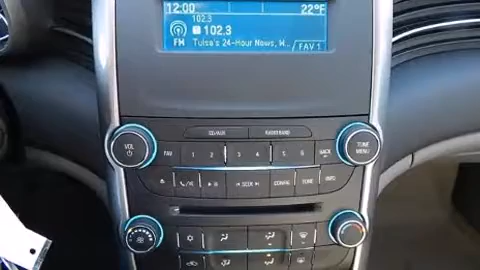 12:00 22°F
102.3
102.3
FM Tulsa's 24-Hour News, W... FAV 1
CD/AUX RADIO/BAND
VOL FAV 1 2 3 4 5 6 BACK TONE
MENU
SEEK CONFIG TONE INFO